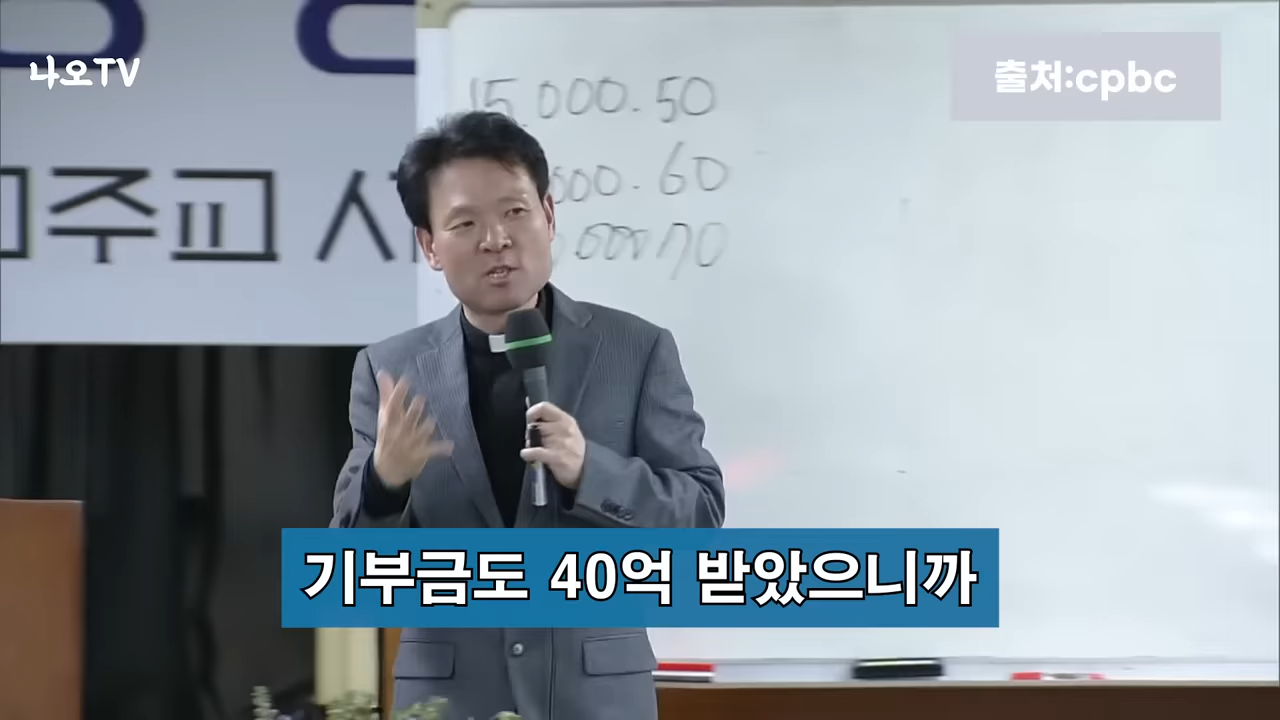 나오TV
출처:cpbc
15,000.50
000.60
주교 시
기부금도 40억 받았으니까